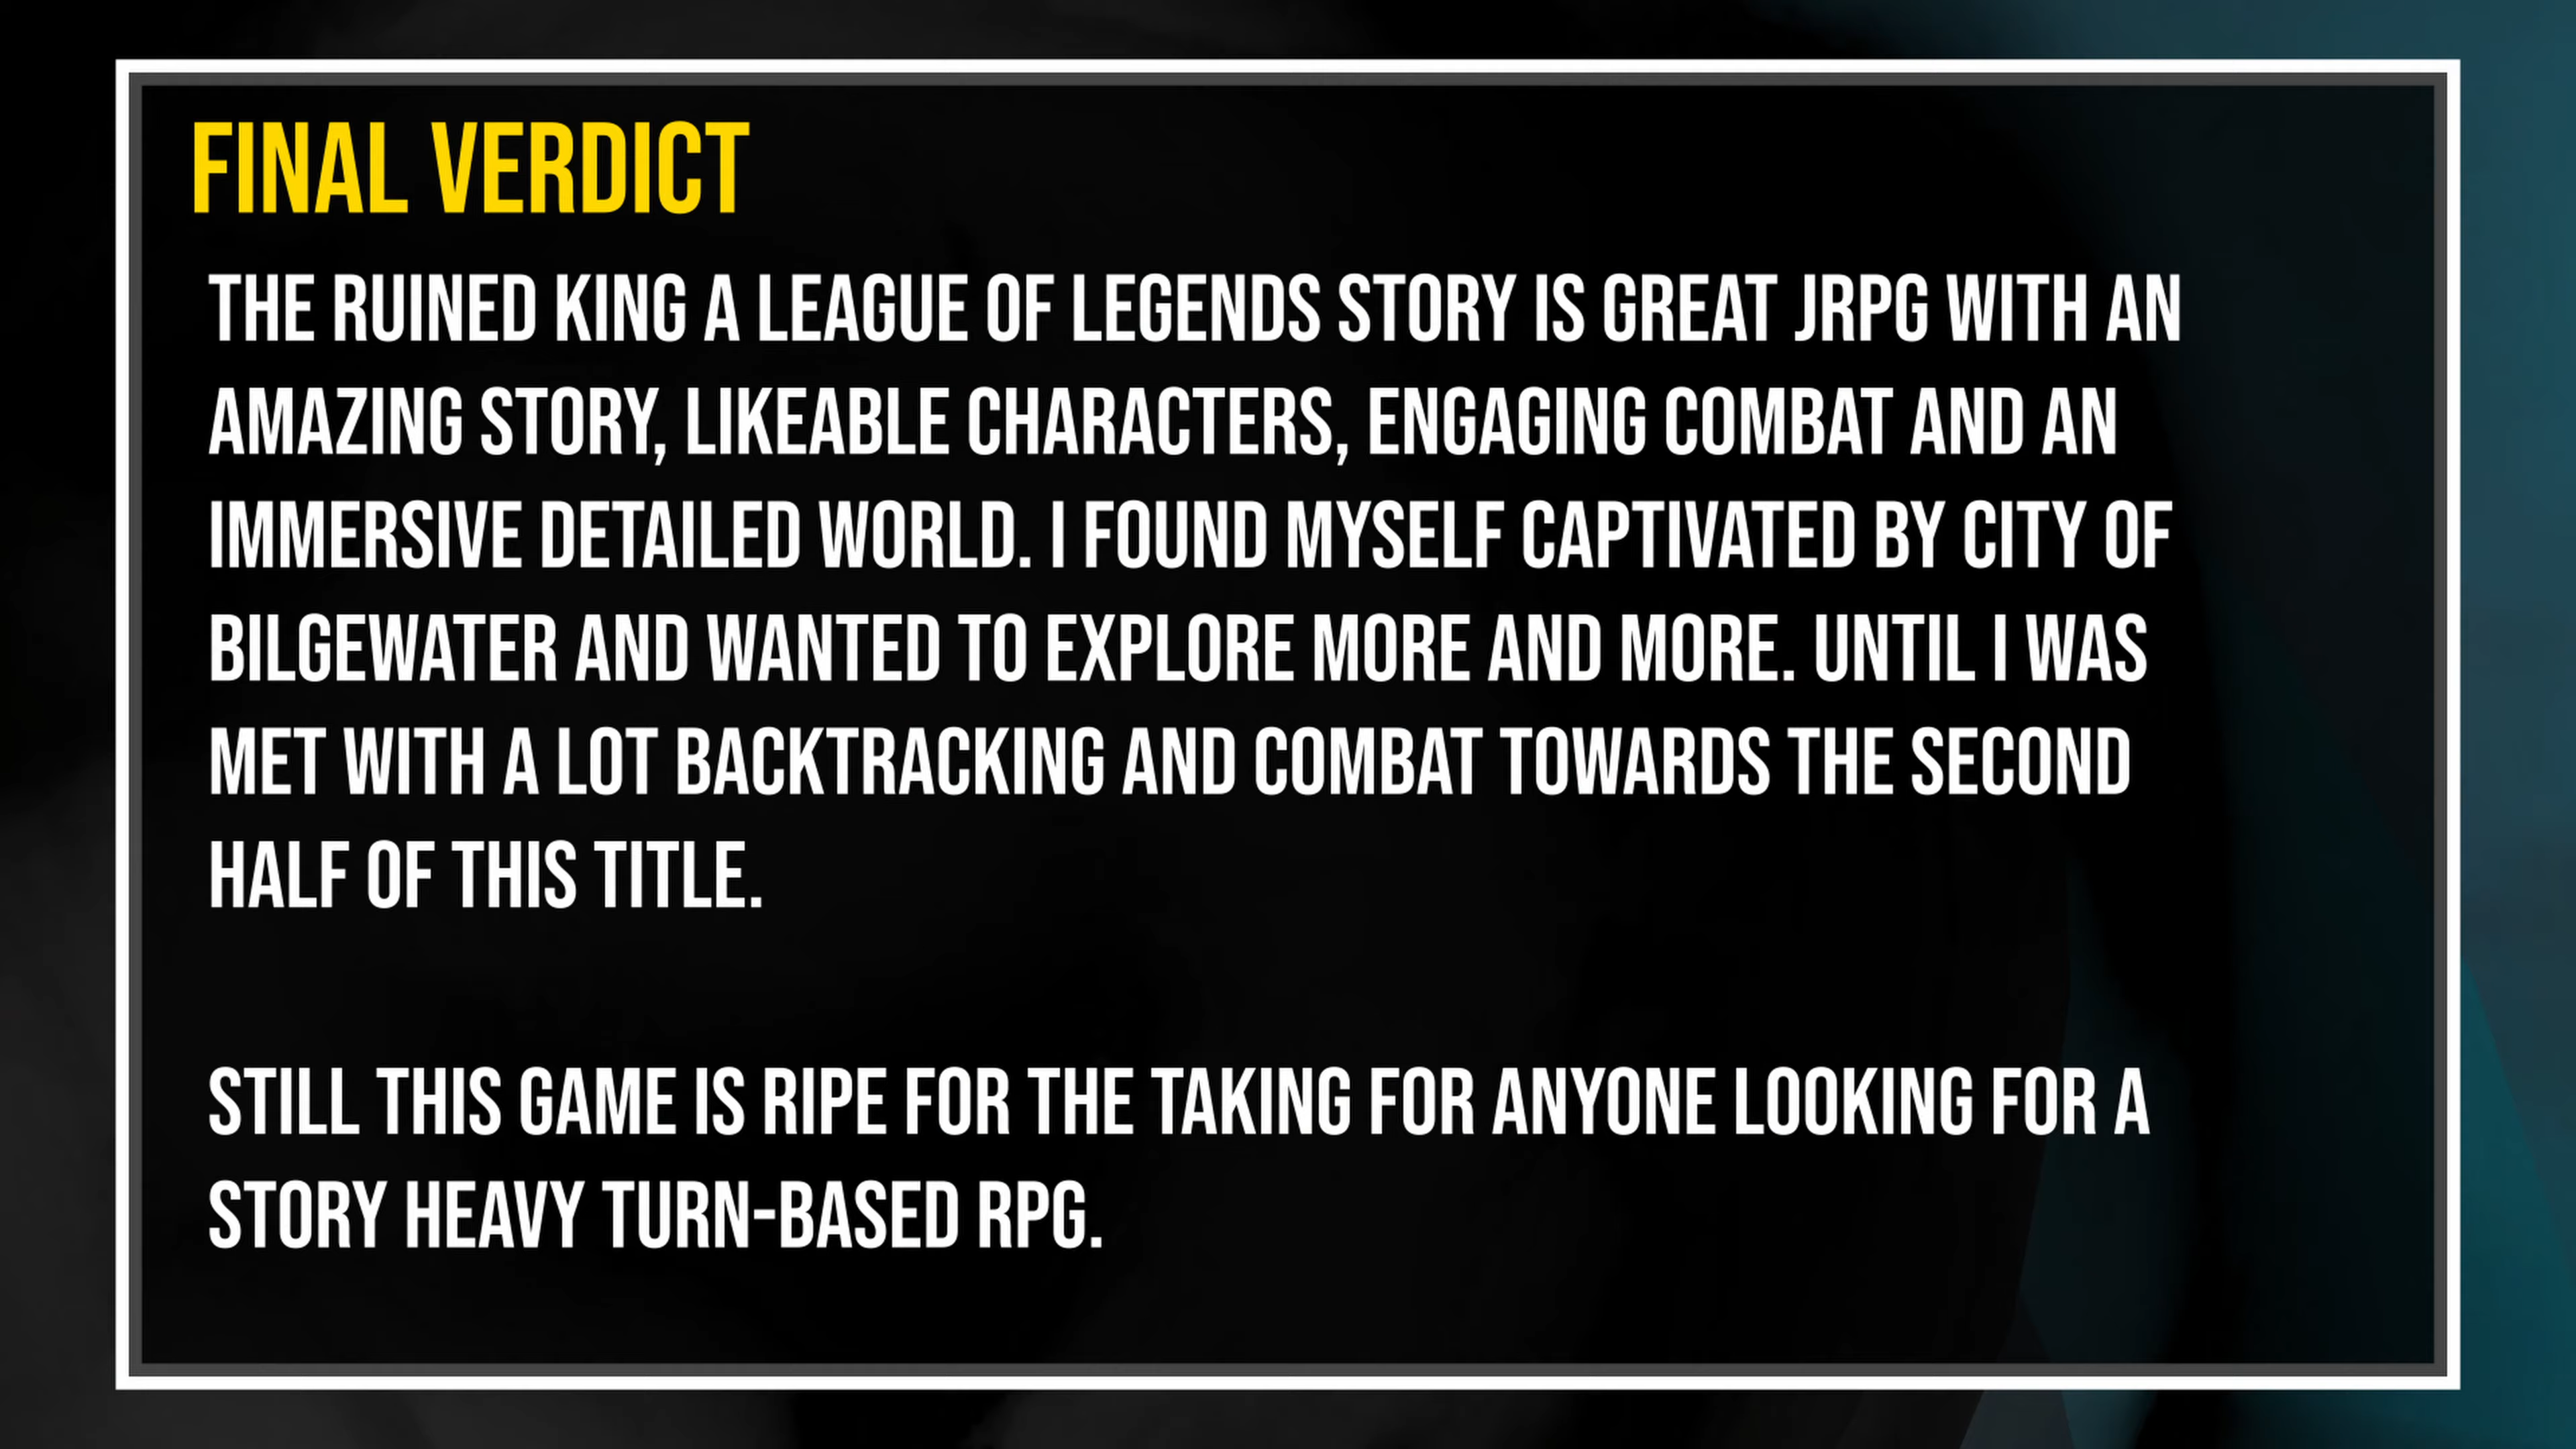 FINAL VERDICT
THE RUINED KING A LEAGUE OF LEGENDS STORY IS GREAT JRPG WITH AN
AMAZING STORY, LIKEABLE CHARACTERS, ENGAGING COMBAT AND AN
IMMERSIVE DETAILED WORLD. I FOUND MYSELF CAPTIVATED BY CITY OF
BILGEWATER AND WANTED TO EXPLORE MORE AND MORE. UNTIL I WAS
MET WITH A LOT BACKTRACKING AND COMBAT TOWARDS THE SECOND
HALF OF THIS TITLE.
STILL THIS GAME IS RIPE FOR THE TAKING FOR ANYONE LOOKING FOR A
STORY HEAVY TURN-BASED RPG.